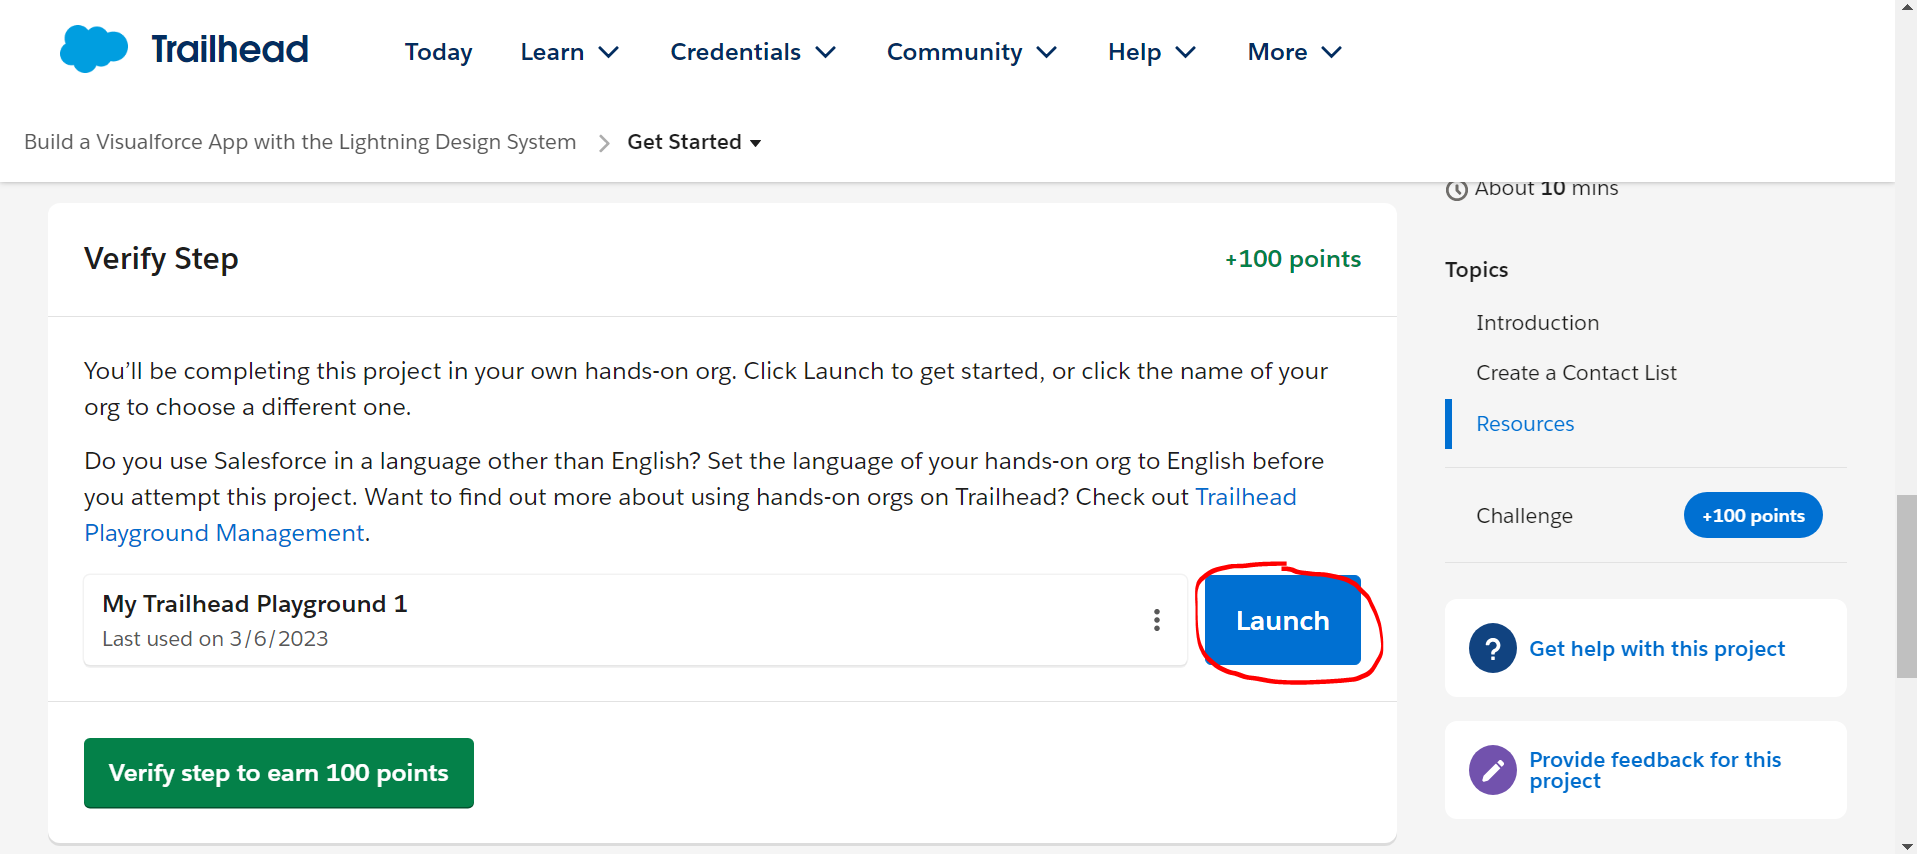 Trailhead
Today
Learn
Credentials
Community
Help
More
Build a Visualforce App with the Lightning Design System
Get Started
About 10 mins
Verify Step
+100 points
You’ll be completing this project in your own hands-on org. Click Launch to get started, or click the name of your
org to choose a different one.
Do you use Salesforce in a language other than English? Set the language of your hands-on org to English before
you attempt this project. Want to find out more about using hands-on orgs on Trailhead? Check out Trailhead
Playground Management.
My Trailhead Playground 1
Last used on 3/6/2023
Launch
Verify step to earn 100 points
Topics
Introduction
Create a Contact List
Resources
Challenge
+100 points
?
Get help with this project
Provide feedback for this
project